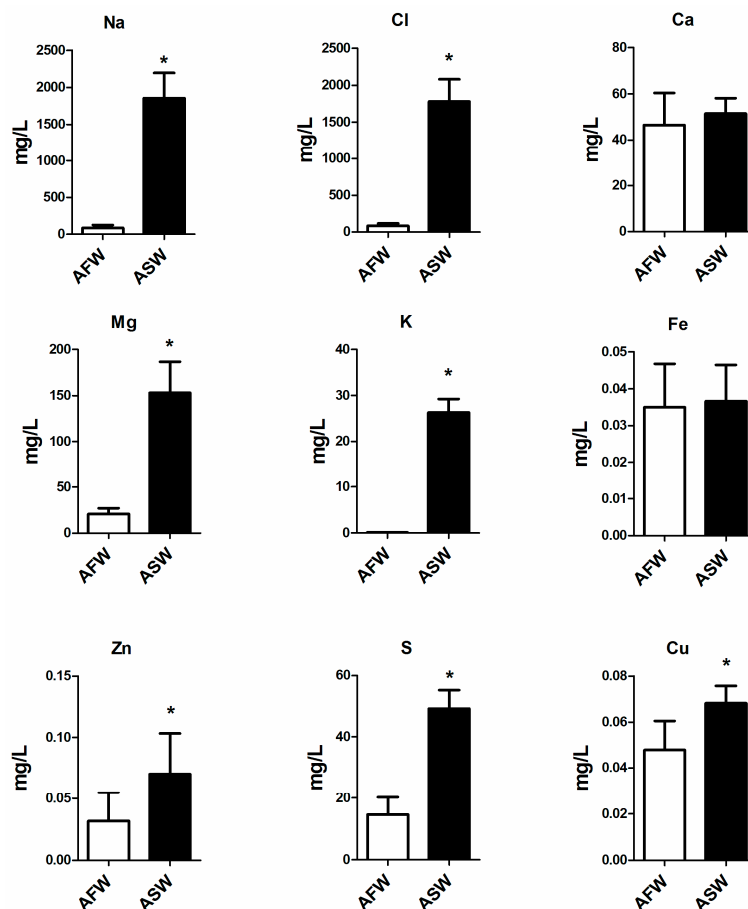 Na
2500
2000
1500
1000
500
0
mg/L
*
AFW
ASW
Cl
2500
2000
1500
1000
500
0
mg/L
*
AFW
ASW
Ca
80
60
40
20
0
mg/L
AFW
ASW
Mg
200
150
100
50
0
mg/L
*
AFW
ASW
K
40
30
20
10
0
mg/L
*
AFW
ASW
Fe
0.05
0.04
0.03
0.02
0.01
0.00
mg/L
AFW
ASW
Zn
0.15
0.10
0.05
0.00
mg/L
*
AFW
ASW
S
60
40
20
0
mg/L
*
AFW
ASW
Cu
0.08
0.06
0.04
0.02
0.00
mg/L
*
AFW
ASW